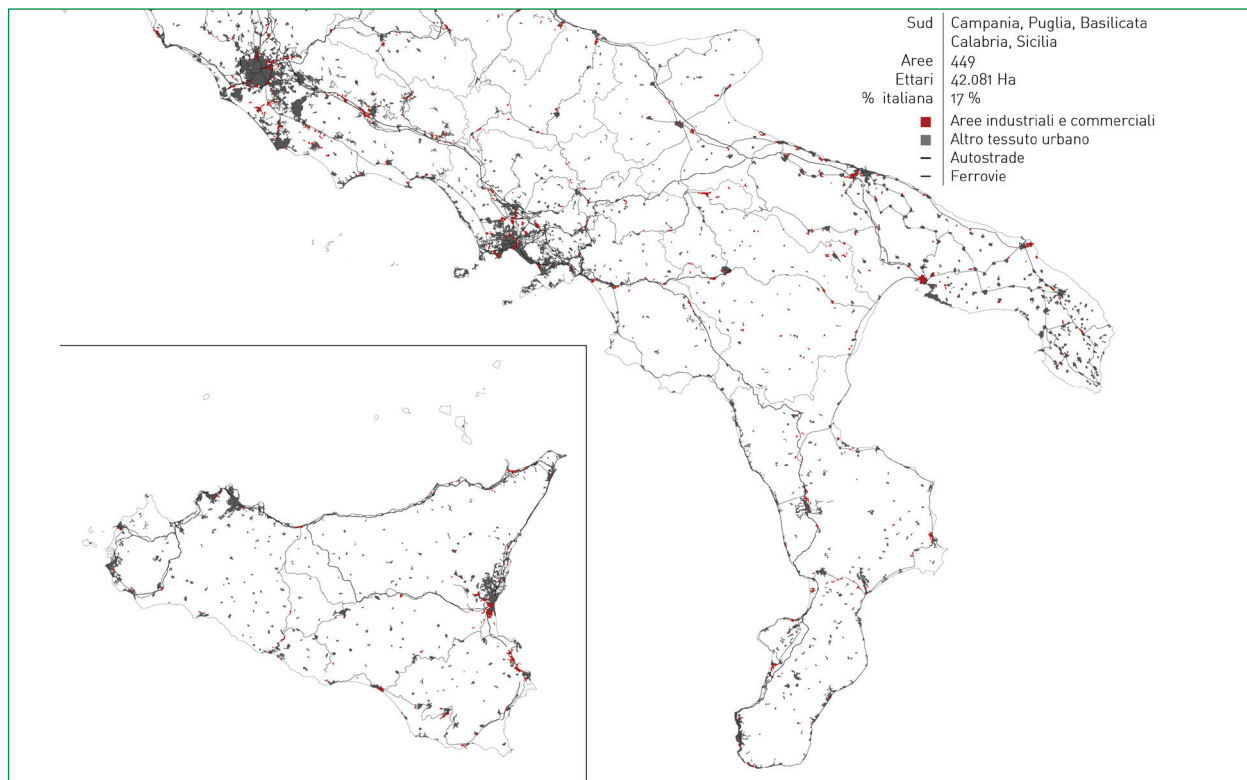 Sud Campania, Puglia, Basilicata
Calabria, Sicilia
Aree 449
Ettari 42.081 Ha
% italiana 17 %
Aree industriali e commerciali
Altro tessuto urbano
Autostrade
Ferrovie